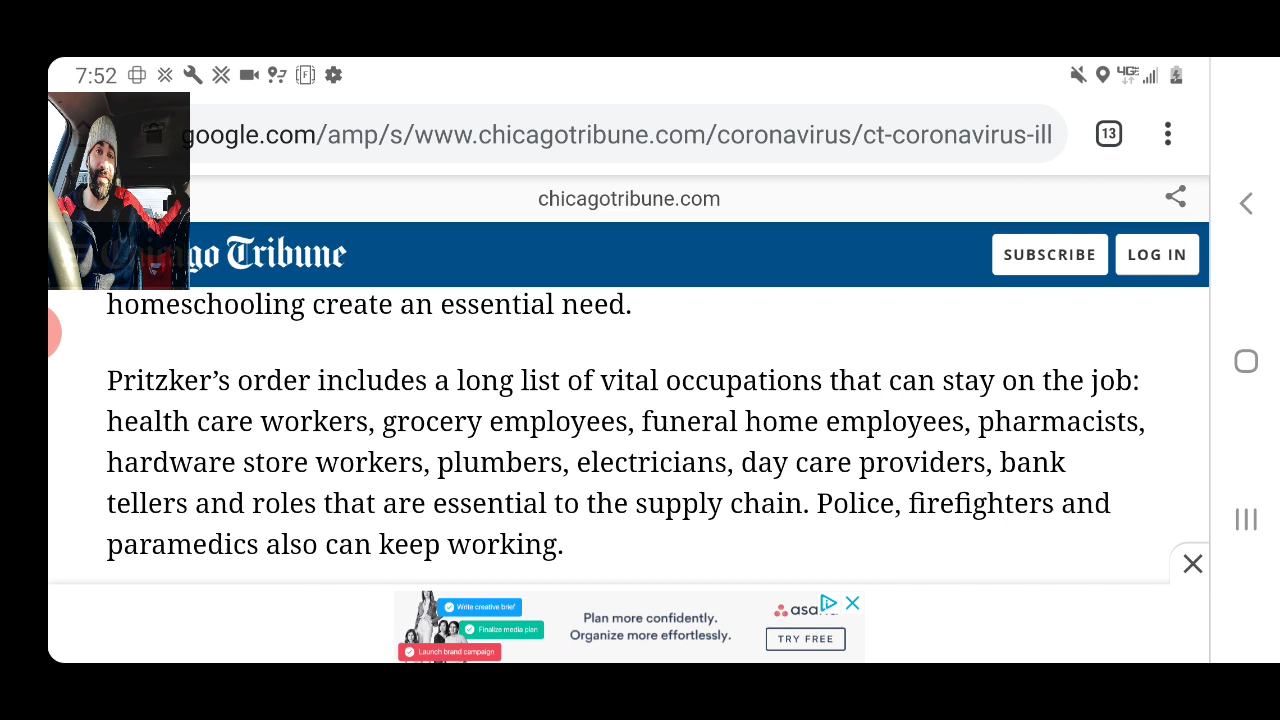 7:52
google.com/amp/s/www.chicagotribune.com/coronavirus/ct-coronavirus-ill
13
chicagotribune.com
go Tribune
SUBSCRIBE
LOG IN
homeschooling create an essential need.
Pritzker’s order includes a long list of vital occupations that can stay on the job:
health care workers, grocery employees, funeral home employees, pharmacists,
hardware store workers, plumbers, electricians, day care providers, bank
tellers and roles that are essential to the supply chain. Police, firefighters and
paramedics also can keep working.
Write creative brief
Finalize media plan
Launch brand campaign
Plan more confidently.
Organize more effortlessly.
TRY FREE